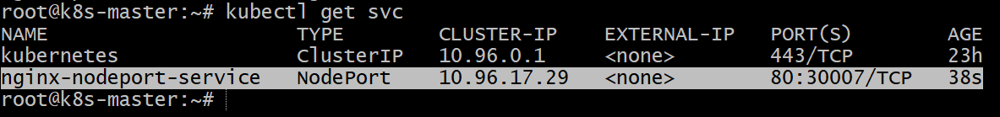 root@k8s-master:~# kubectl get svc
NAME TYPE CLUSTER-IP EXTERNAL-IP PORT(S) AGE
kubernetes ClusterIP 10.96.0.1 <none> 443/TCP 23h
nginx-nodeport-service NodePort 10.96.17.29 <none> 80:30007/TCP 38s
root@k8s-master:~#